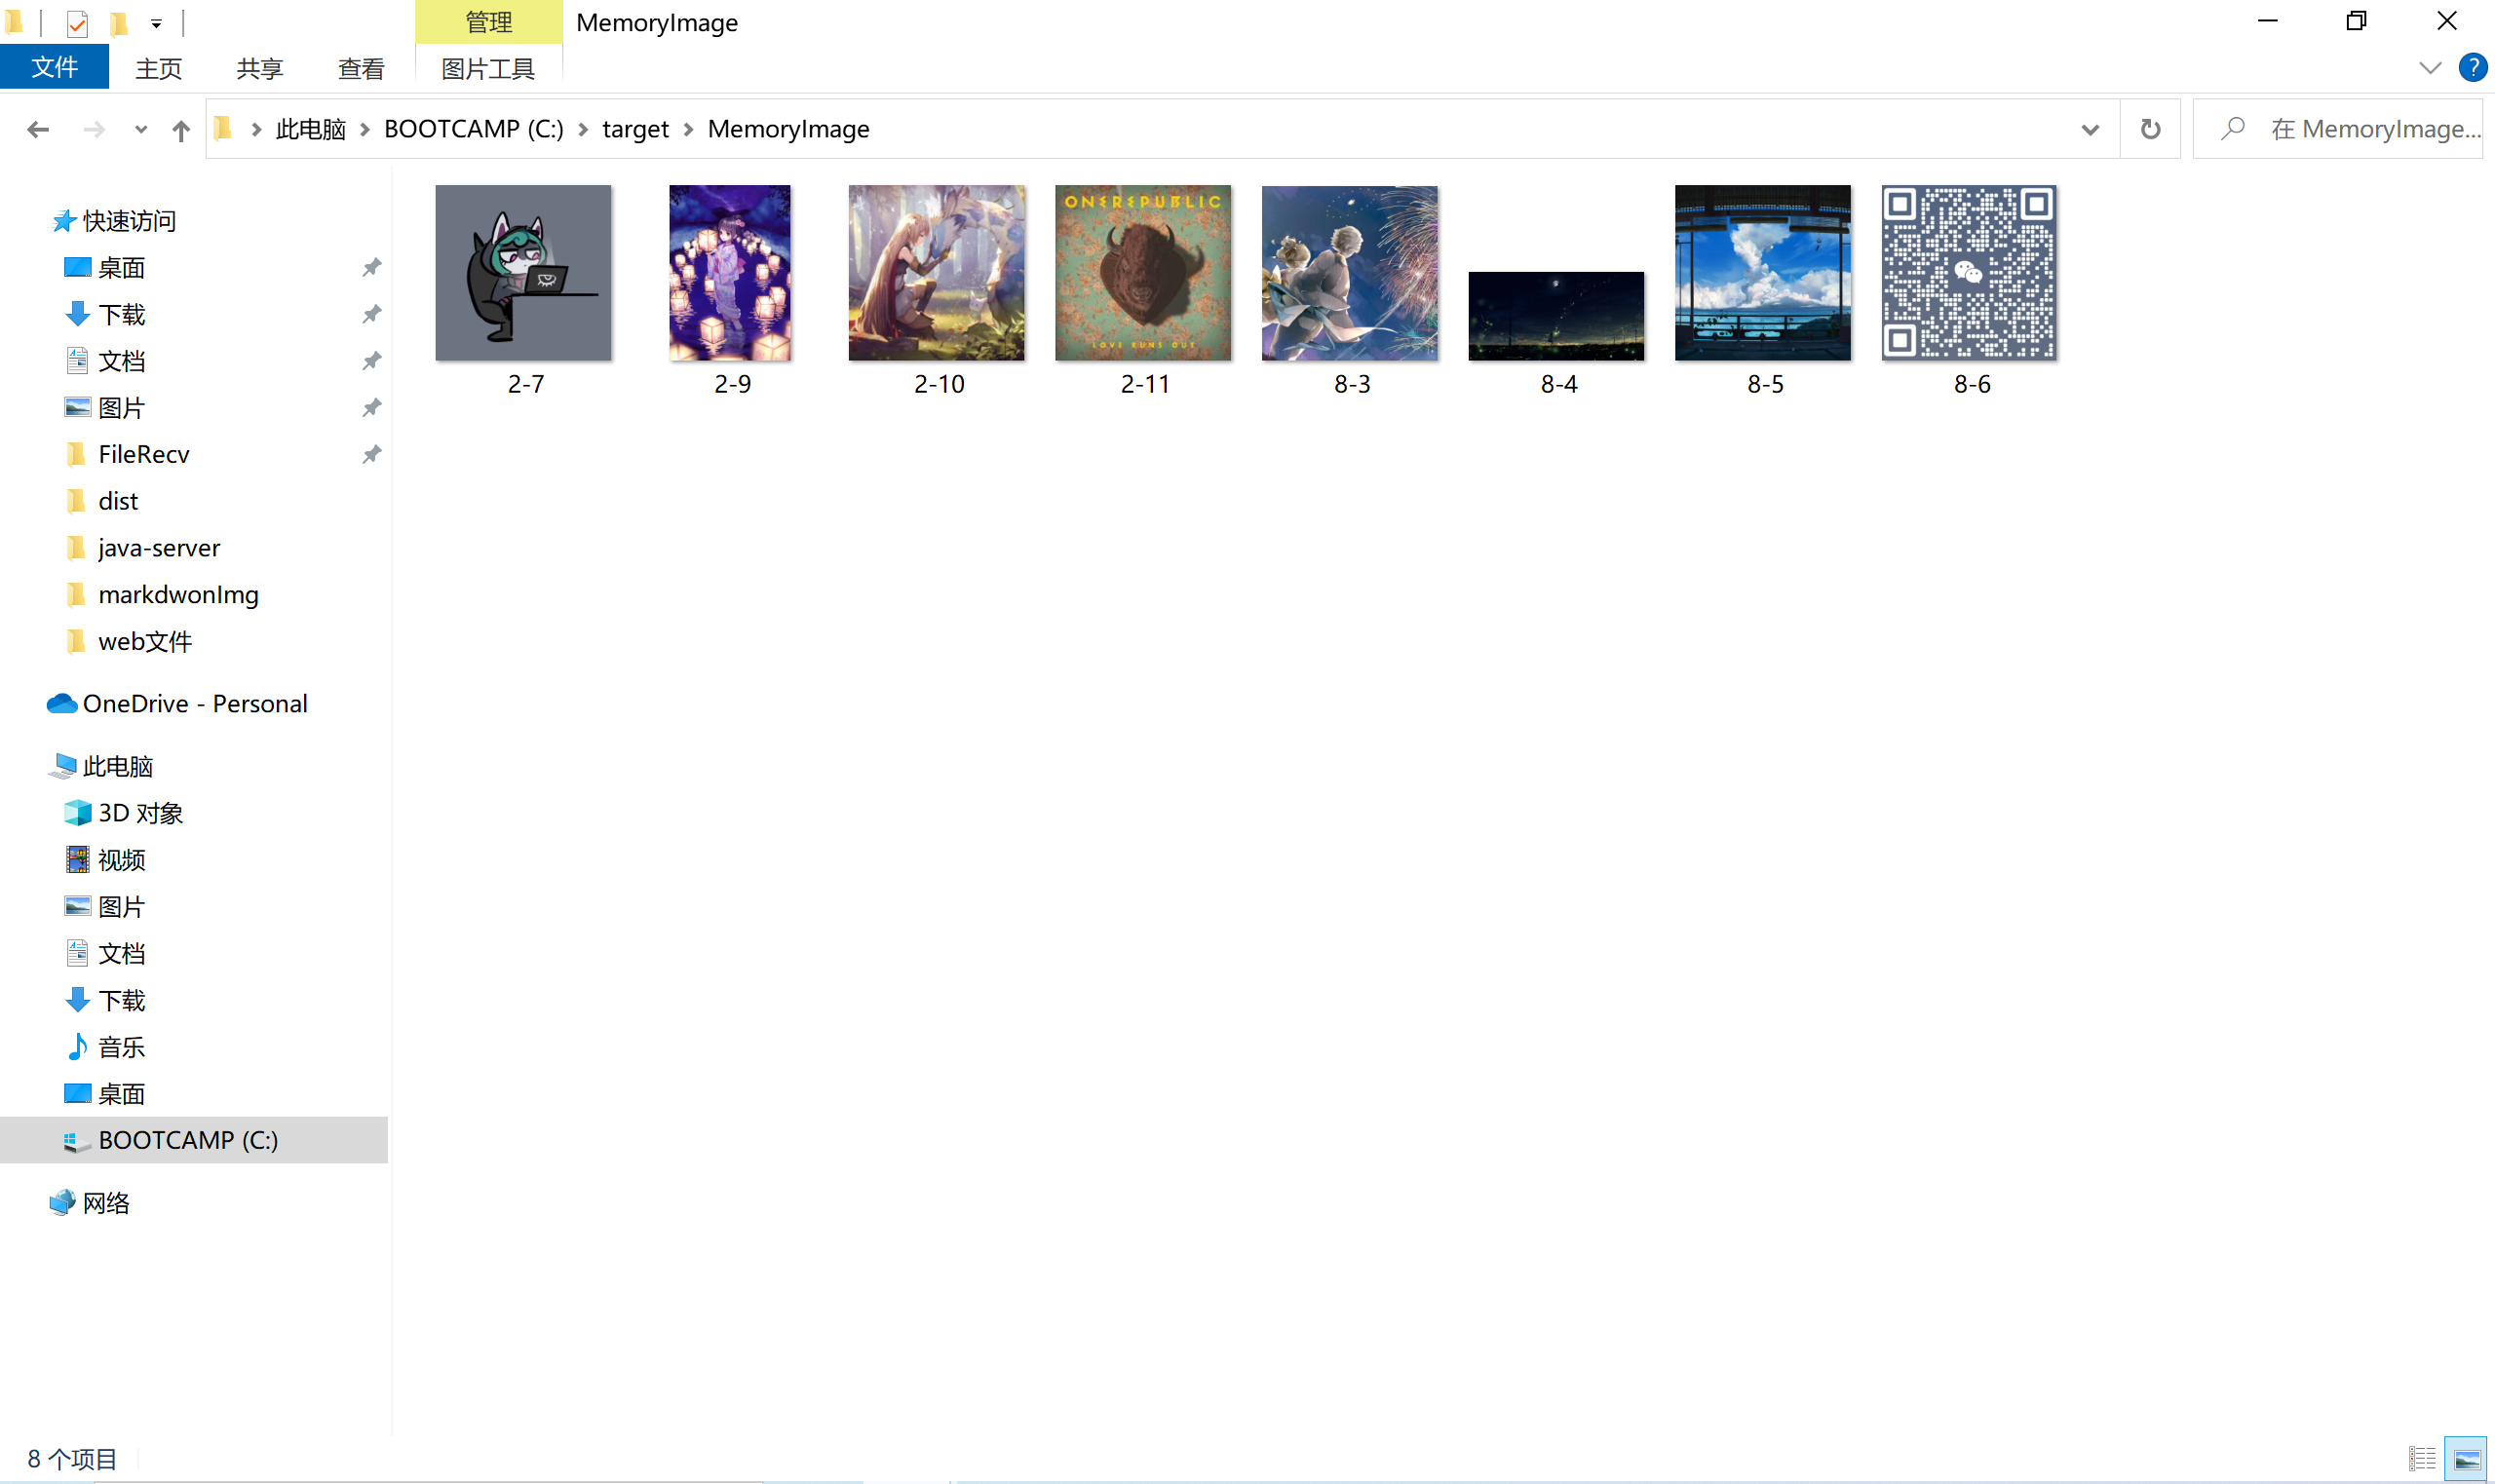 管理
MemoryImage
文件
主页
共享
查看
图片工具
此电脑 BOOTCAMP (C:) target MemoryImage
在 MemoryImage...
快速访问
桌面
下载
文档
图片
FileRecv
dist
java-server
markdwonImg
web文件
OneDrive - Personal
此电脑
3D 对象
视频
图片
文档
下载
音乐
桌面
BOOTCAMP (C:)
网络
ONEREPUBLIC
LOVE RUNS OUT
2-7
2-9
2-10
2-11
8-3
8-4
8-5
8-6
8 个项目